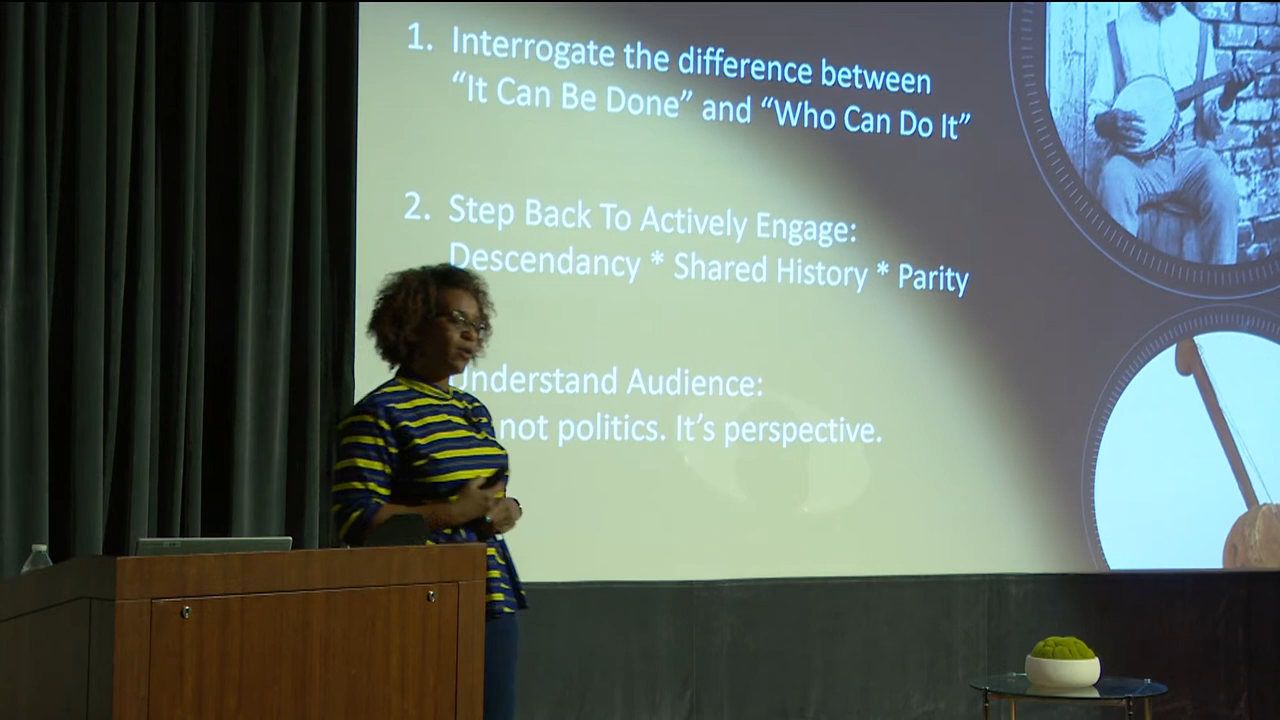 1. Interrogate the difference between
“It Can Be Done” and “Who Can Do It”
2. Step Back To Actively Engage:
Descendancy * Shared History * Parity
Understand Audience:
not politics. It’s perspective.